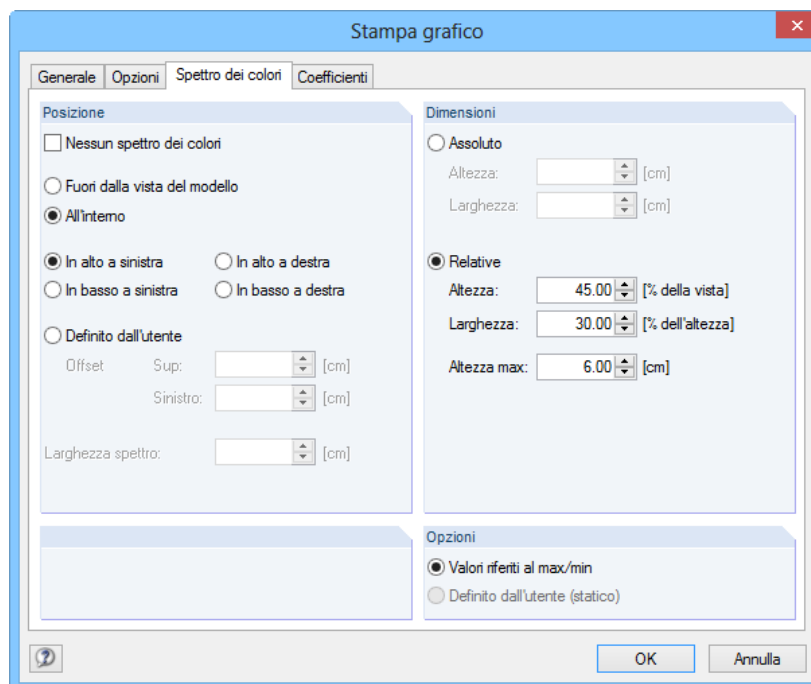 Stampa grafico
Generale Opzioni Spettro dei colori Coefficienti
Posizione
Nessun spettro dei colori
Fuori dalla vista del modello
All'interno
In alto a sinistra In alto a destra
In basso a sinistra In basso a destra
Definito dall'utente
Offset Sup: [cm]
Sinistro: [cm]
Larghezza spettro: [cm]
Dimensioni
Assoluto
Altezza: [cm]
Larghezza: [cm]
Relative
Altezza: 45.00 [% della vista]
Larghezza: 30.00 [% dell'altezza]
Altezza max: 6.00 [cm]
Opzioni
Valori riferiti al max/min
Definito dall'utente (statico)
OK Annulla